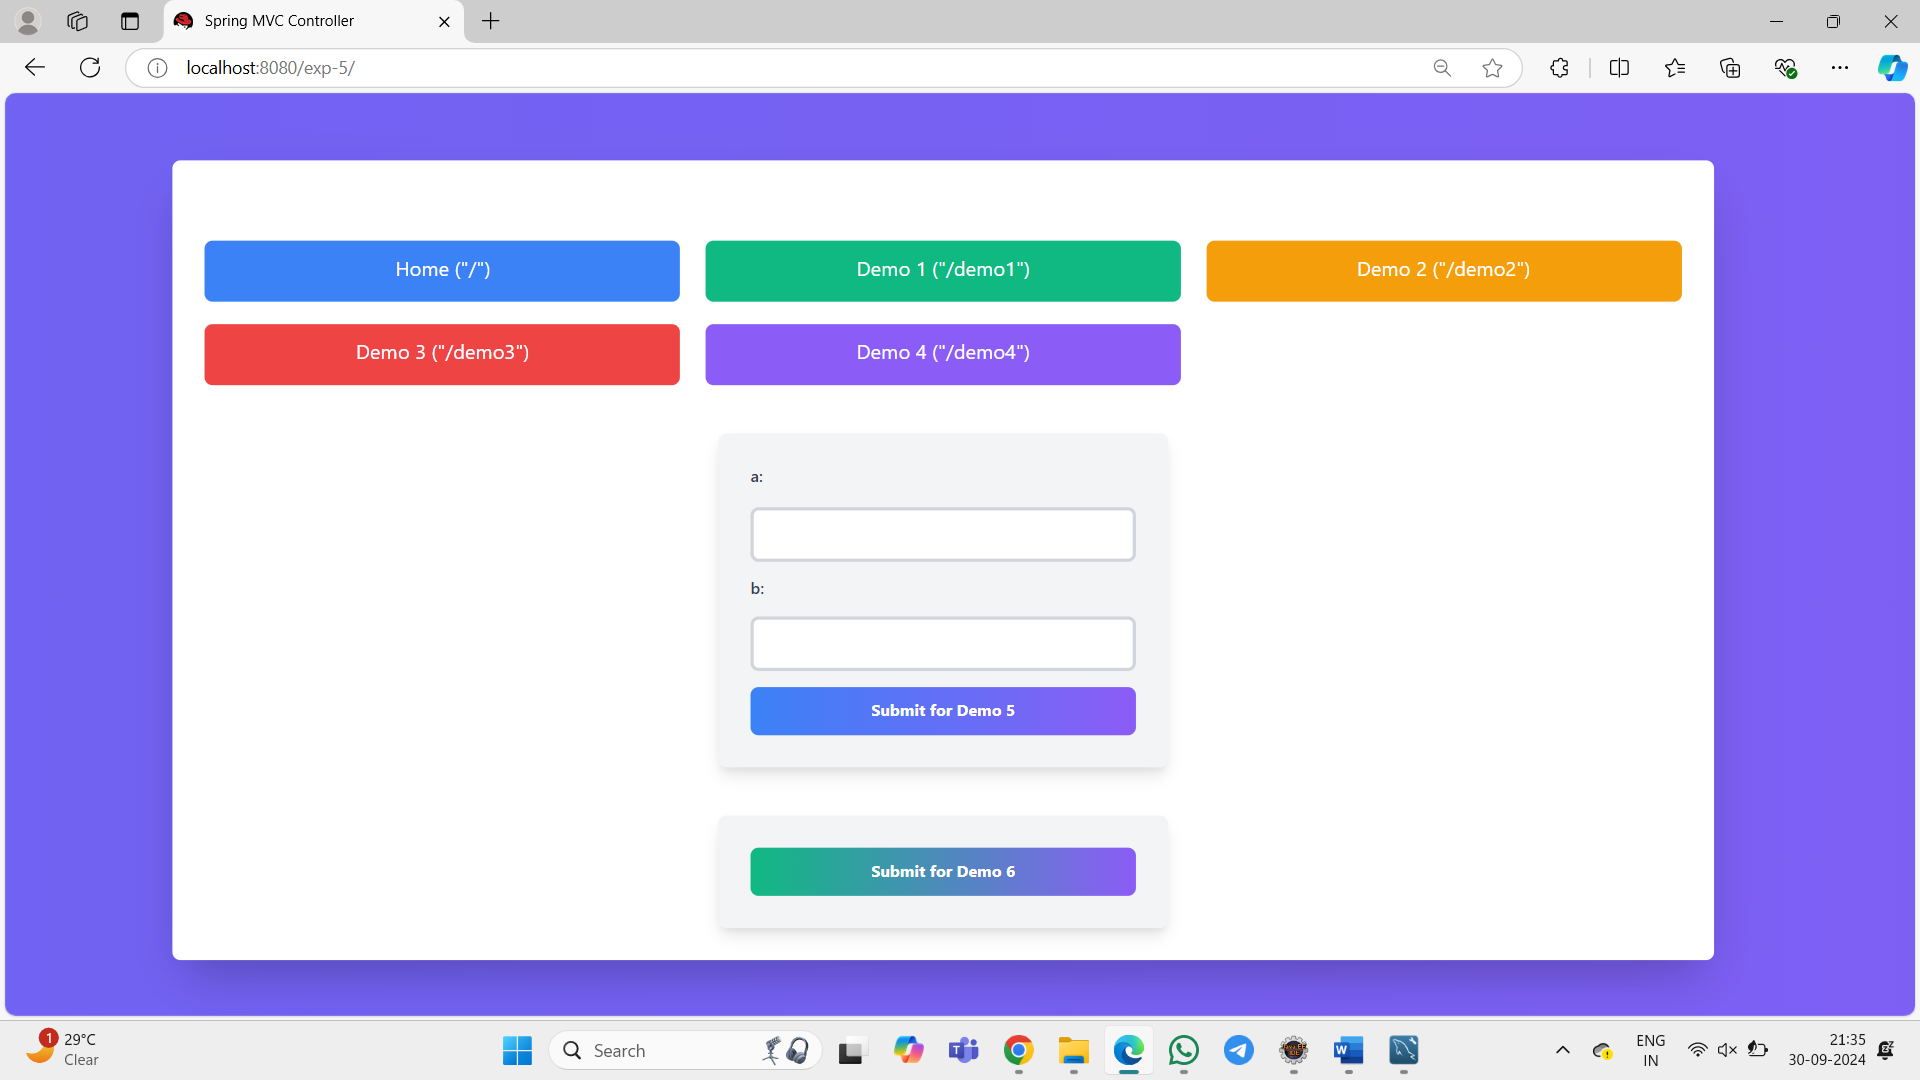 Spring MVC Controller
localhost:8080/exp-5/
Home ("/")
Demo 1 ("/demo1")
Demo 2 ("/demo2")
Demo 3 ("/demo3")
Demo 4 ("/demo4")
a:
b:
Submit for Demo 5
Submit for Demo 6
1
29°C
Clear
Search
ENG
IN
21:35
30-09-2024